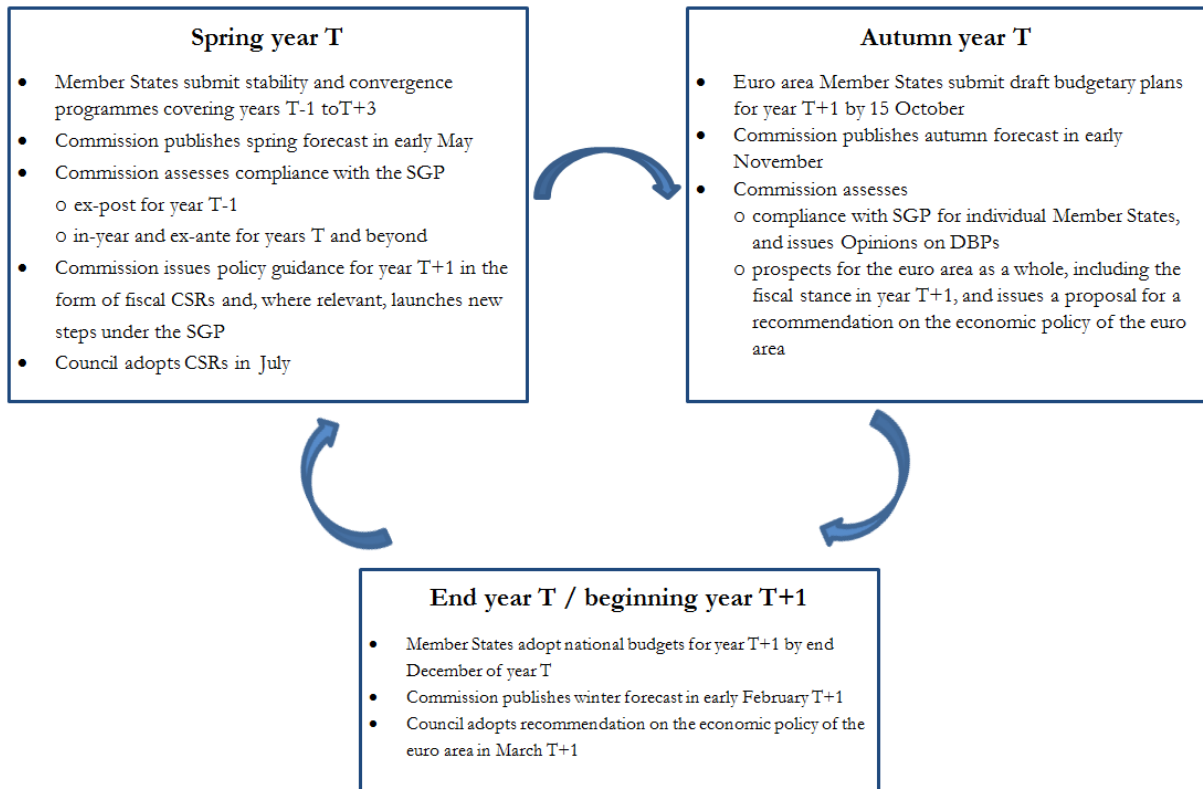 Spring year T
• Member States submit stability and convergence
programmes covering years T-1 toT+3
• Commission publishes spring forecast in early May
• Commission assesses compliance with the SGP
o ex-post for year T-1
o in-year and ex-ante for years T and beyond
• Commission issues policy guidance for year T+1 in the
form of fiscal CSRs and, where relevant, launches new
steps under the SGP
• Council adopts CSRs in July
Autumn year T
• Euro area Member States submit draft budgetary plans
for year T+1 by 15 October
• Commission publishes autumn forecast in early
November
• Commission assesses
o compliance with SGP for individual Member States,
and issues Opinions on DBPs
o prospects for the euro area as a whole, including the
fiscal stance in year T+1, and issues a proposal for a
recommendation on the economic policy of the euro
area
End year T / beginning year T+1
• Member States adopt national budgets for year T+1 by end
December of year T
• Commission publishes winter forecast in early February T+1
• Council adopts recommendation on the economic policy of the
euro area in March T+1